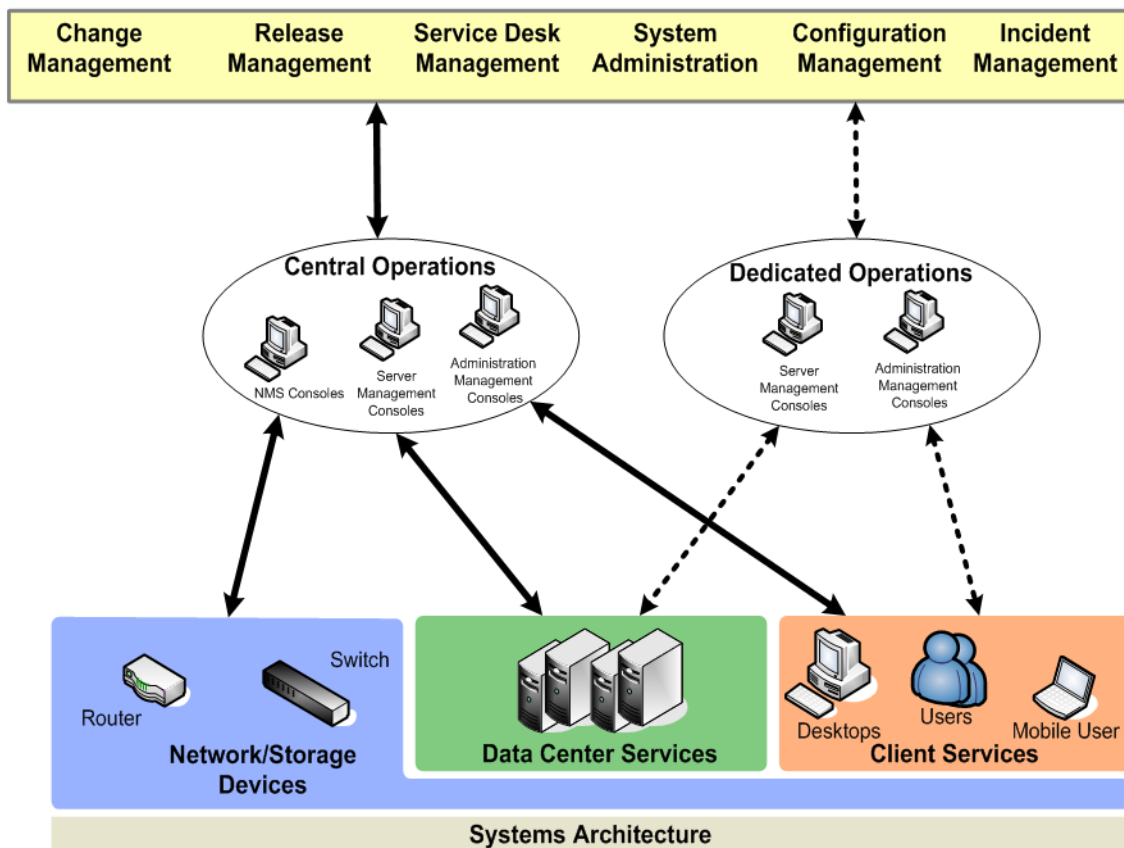 Change
Management
Release
Management
Service Desk
Management
System
Administration
Configuration
Management
Incident
Management
Central Operations
NMS Consoles
Server
Management
Consoles
Administration
Management
Consoles
Dedicated Operations
Server
Management
Consoles
Administration
Management
Consoles
Router
Switch
Network/Storage
Devices
Data Center Services
Desktops
Users
Mobile User
Client Services
Systems Architecture